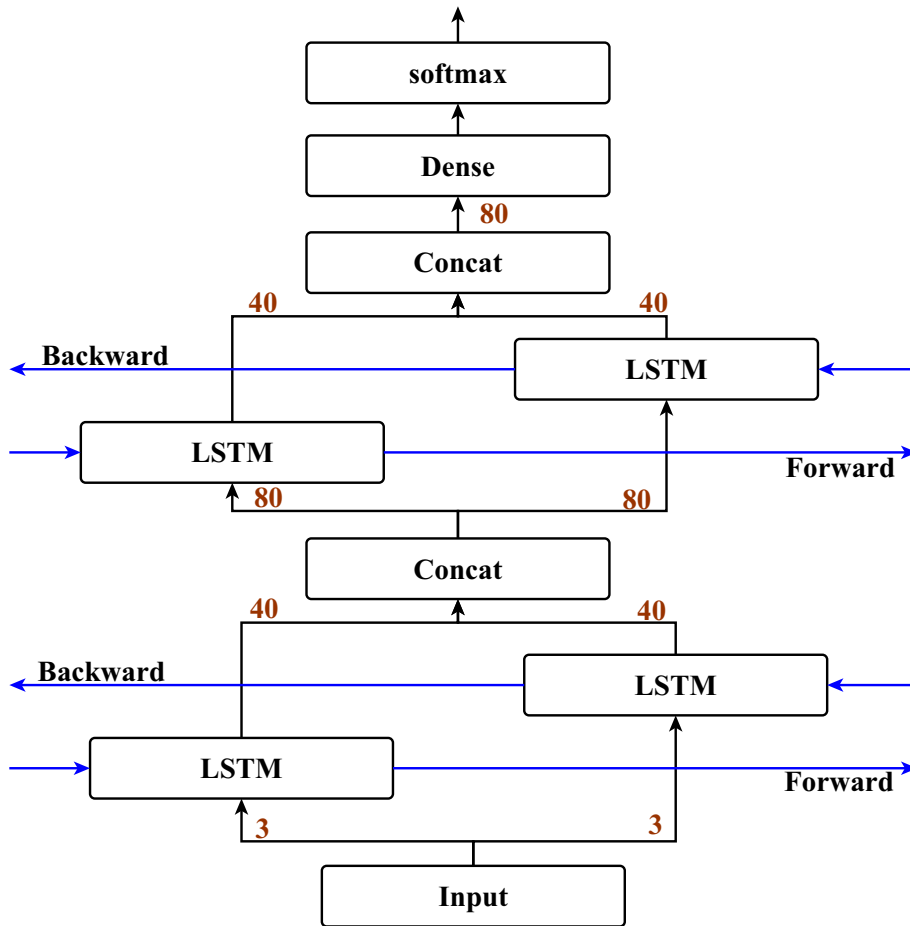 softmax
Dense
80
Concat
40
40
Backward
LSTM
LSTM
Forward
80
80
Concat
40
40
Backward
LSTM
LSTM
Forward
3
3
Input